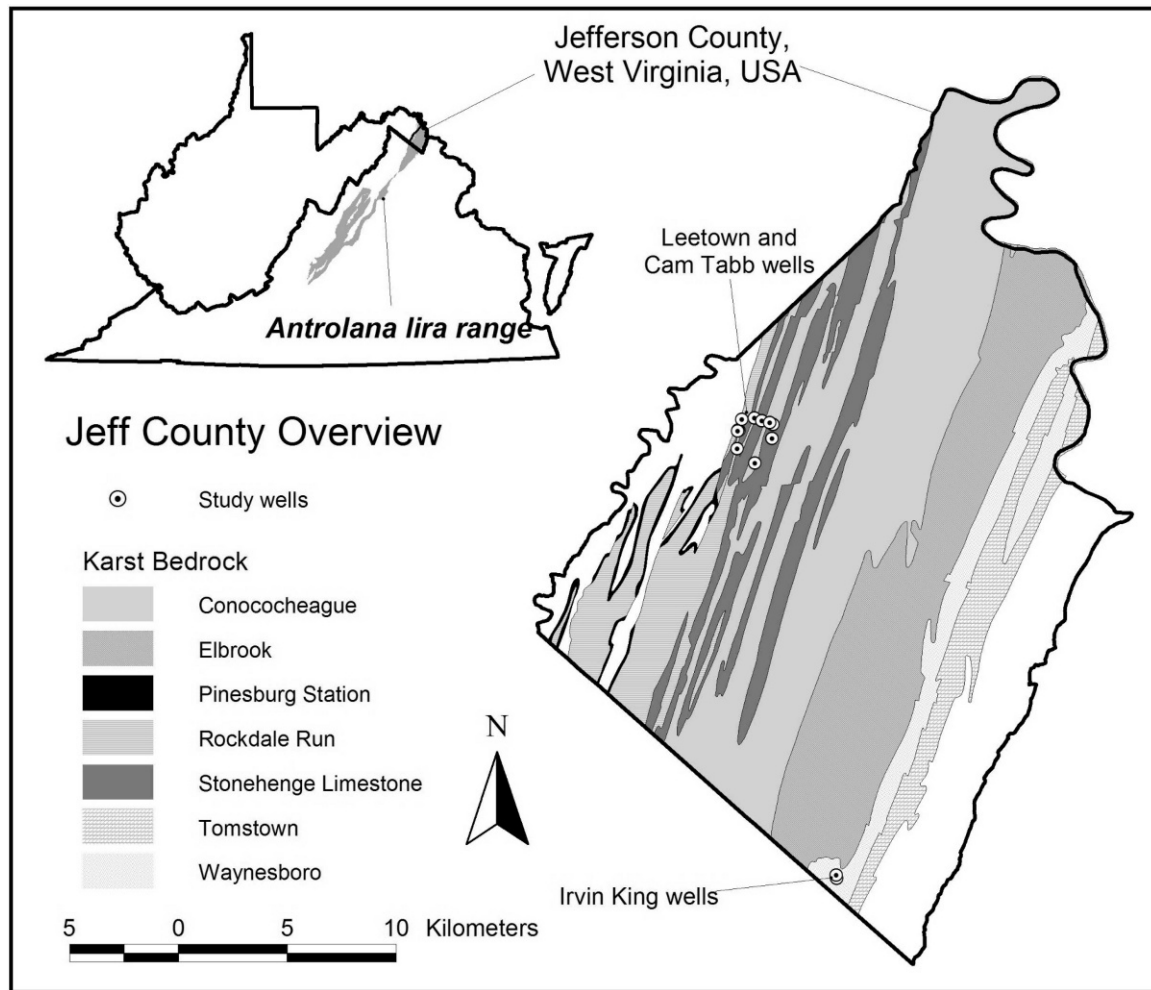 Jefferson County,
West Virginia, USA
Leetown and
Cam Tabb wells
Antrolana lira range
Jeff County Overview
Study wells
Karst Bedrock
Conococheague
Elbrook
Pinesburg Station
Rockdale Run
Stonehenge Limestone
Tomstown
Waynesboro
N
Irvin King wells
5 0 5 10 Kilometers